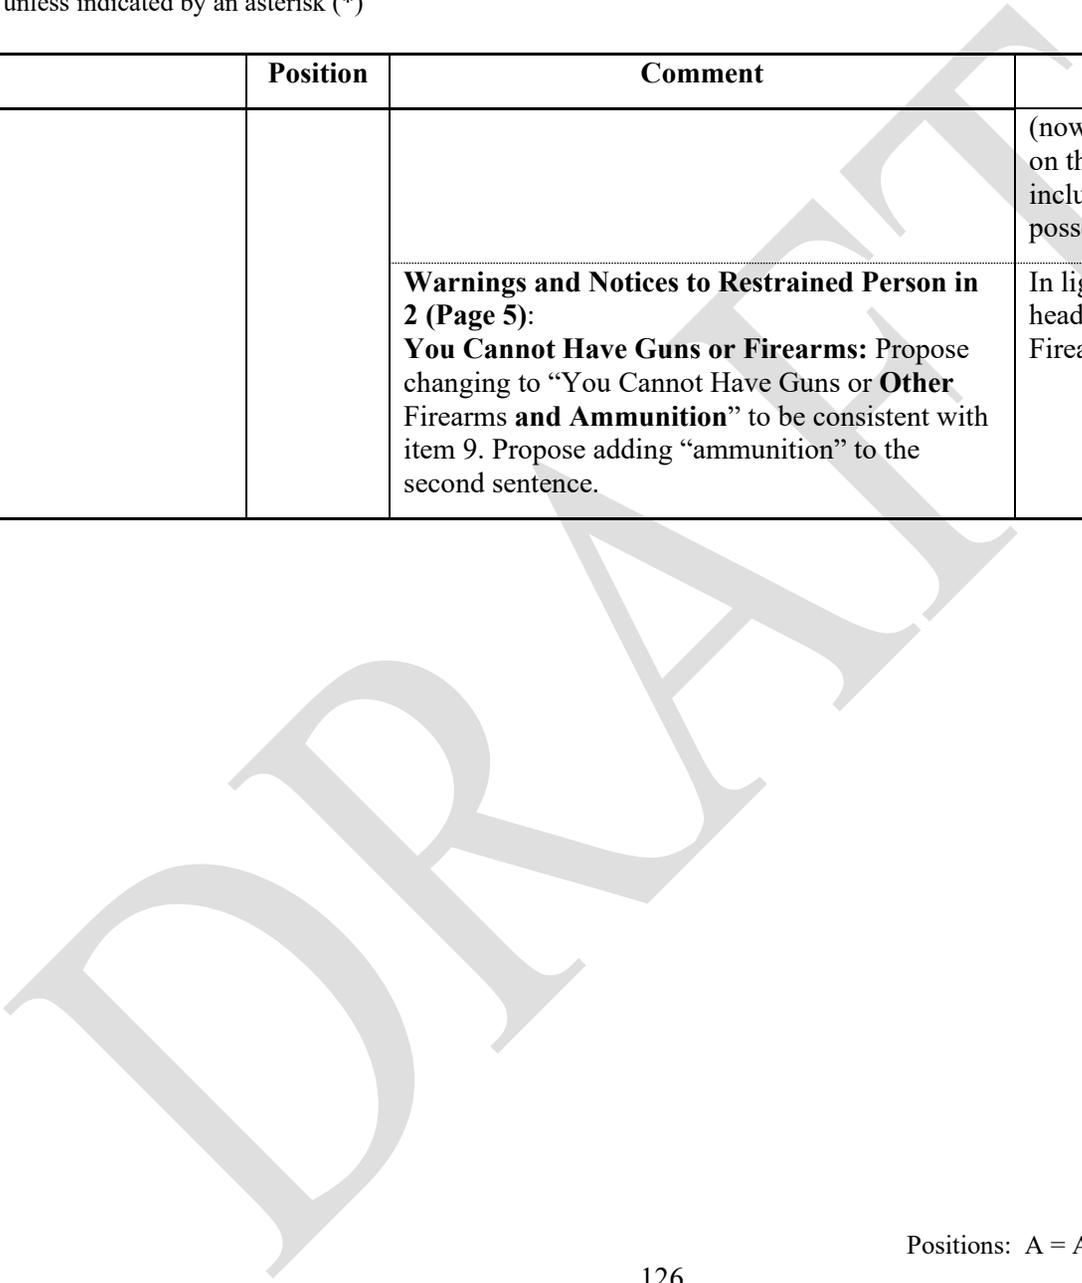 unless indicated by an asterisk (*)
Position
Comment
(now
on th
inclu
poss
Warnings and Notices to Restrained Person in
2 (Page 5):
You Cannot Have Guns or Firearms: Propose
changing to “You Cannot Have Guns or Other
Firearms and Ammunition” to be consistent with
item 9. Propose adding “ammunition” to the
second sentence.
In lig
head
Firea
DRAFT
Positions: A = A
126